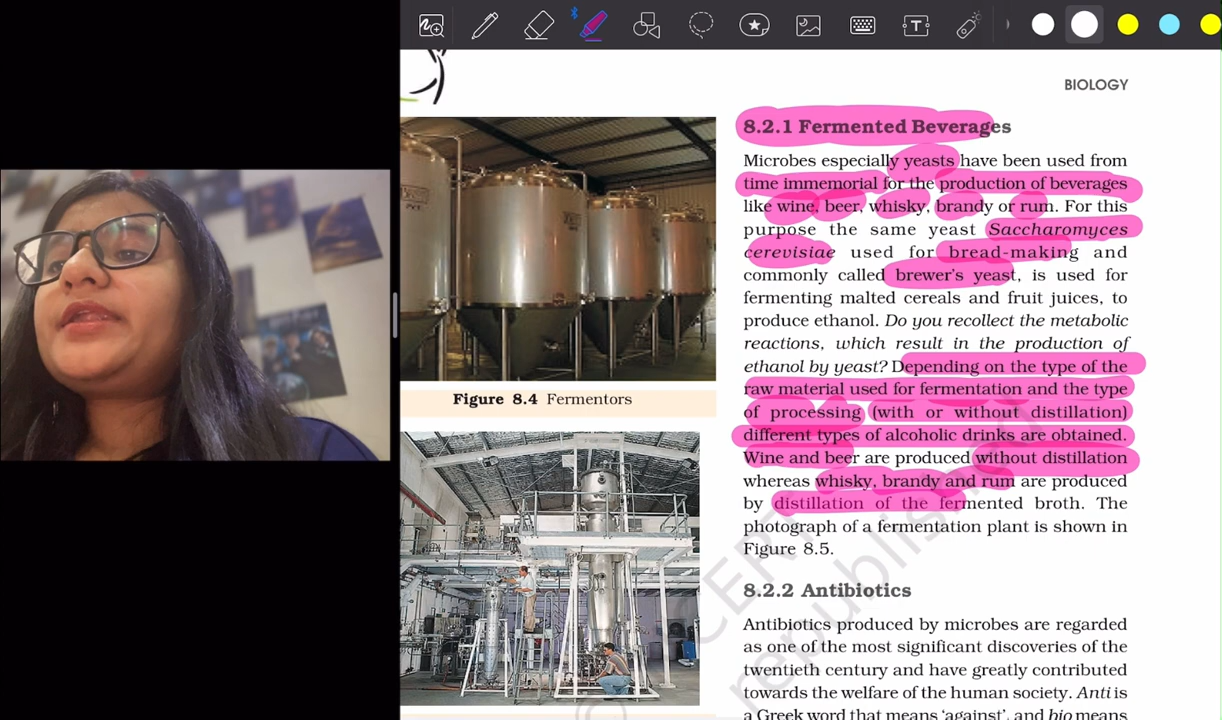 BIOLOGY
8.2.1 Fermented Beverages
Microbes especially yeasts have been used from
time immemorial for the production of beverages
like wine, beer, whisky, brandy or rum. For this
purpose the same yeast Saccharomyces
cerevisiae used for bread-making and
commonly called brewer's yeast, is used for
fermenting malted cereals and fruit juices, to
produce ethanol. Do you recollect the metabolic
reactions, which result in the production of
ethanol by yeast? Depending on the type of the
raw material used for fermentation and the type
of processing (with or without distillation)
different types of alcoholic drinks are obtained.
Wine and beer are produced without distillation
whereas whisky, brandy and rum are produced
by distillation of the fermented broth. The
photograph of a fermentation plant is shown in
Figure 8.5.
8.2.2 Antibiotics
Antibiotics produced by microbes are regarded
as one of the most significant discoveries of the
twentieth century and have greatly contributed
towards the welfare of the human society. Anti is
a Greek word that means 'against', and bio means
Figure 8.4 Fermentors
T